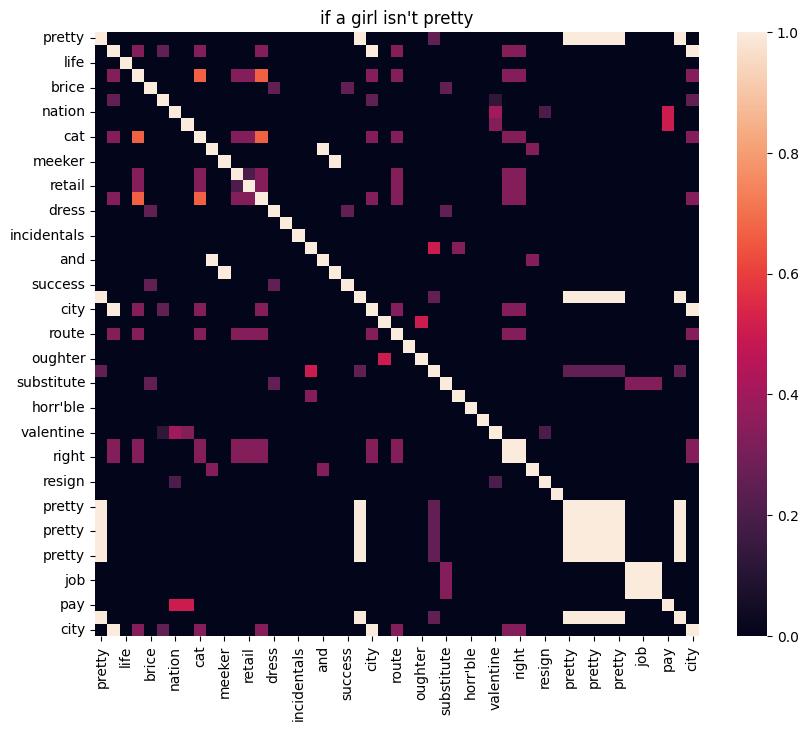 if a girl isn't pretty
pretty
life
brice
nation
cat
meeker
retail
dress
incidentals
and
success
city
route
oughter
substitute
horr'ble
valentine
right
resign
pretty
pretty
pretty
job
pay
city
1.0
0.8
0.6
0.4
0.2
0.0
pretty
life
brice
nation
cat
meeker
retail
dress
incidentals
and
success
city
route
oughter
substitute
horr'ble
valentine
right
resign
pretty
pretty
pretty
job
pay
city